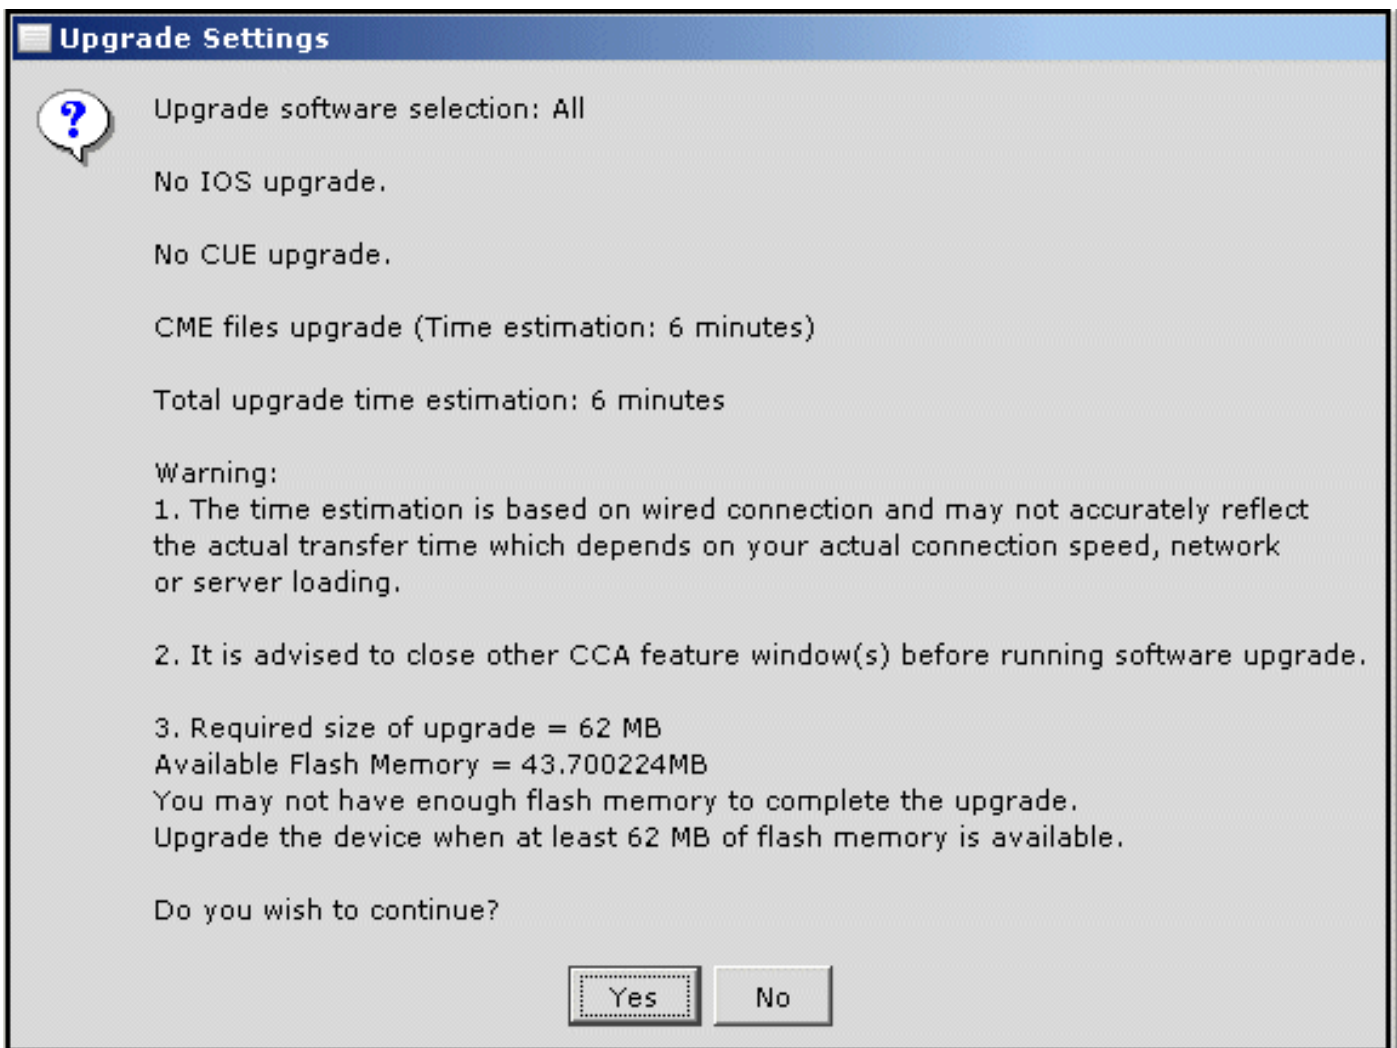 Upgrade Settings
?
Upgrade software selection: All
No IOS upgrade.
No CUE upgrade.
CME files upgrade (Time estimation: 6 minutes)
Total upgrade time estimation: 6 minutes
Warning:
1. The time estimation is based on wired connection and may not accurately reflect
the actual transfer time which depends on your actual connection speed, network
or server loading.
2. It is advised to close other CCA feature window(s) before running software upgrade.
3. Required size of upgrade = 62 MB
Available Flash Memory = 43.700224MB
You may not have enough flash memory to complete the upgrade.
Upgrade the device when at least 62 MB of flash memory is available.
Do you wish to continue?
Yes No